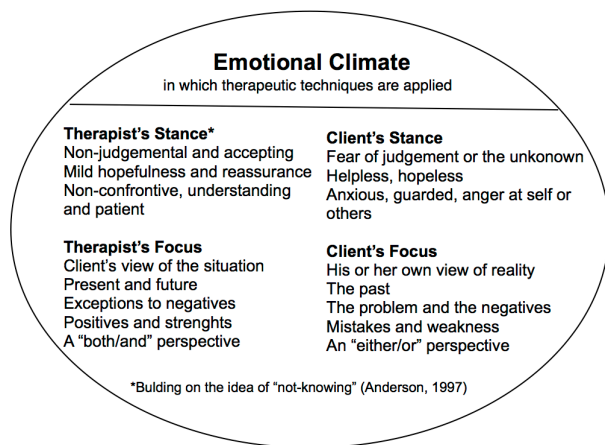 Emotional Climate
in which therapeutic techniques are applied
Therapist's Stance*
Non-judgemental and accepting
Mild hopefulness and reassurance
Non-confrontive, understanding
and patient
Client's Stance
Fear of judgement or the unkonown
Helpless, hopeless
Anxious, guarded, anger at self or
others
Therapist's Focus
Client's view of the situation
Present and future
Exceptions to negatives
Positives and strenghts
A "both/and" perspective
Client's Focus
His or her own view of reality
The past
The problem and the negatives
Mistakes and weakness
An "either/or" perspective
*Bulding on the idea of "not-knowing" (Anderson, 1997)